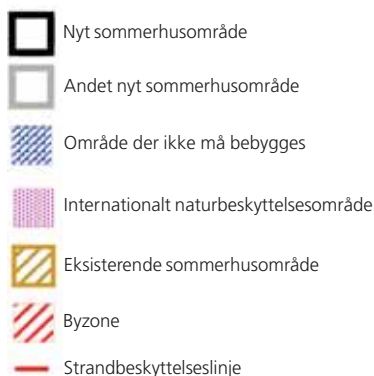 Nyt sommerhusområde
Andet nyt sommerhusområde
Område der ikke må bebygges
Internationalt naturbeskyttelsesområde
Eksisterende sommerhusområde
Byzone
Strandbeskyttelseslinje